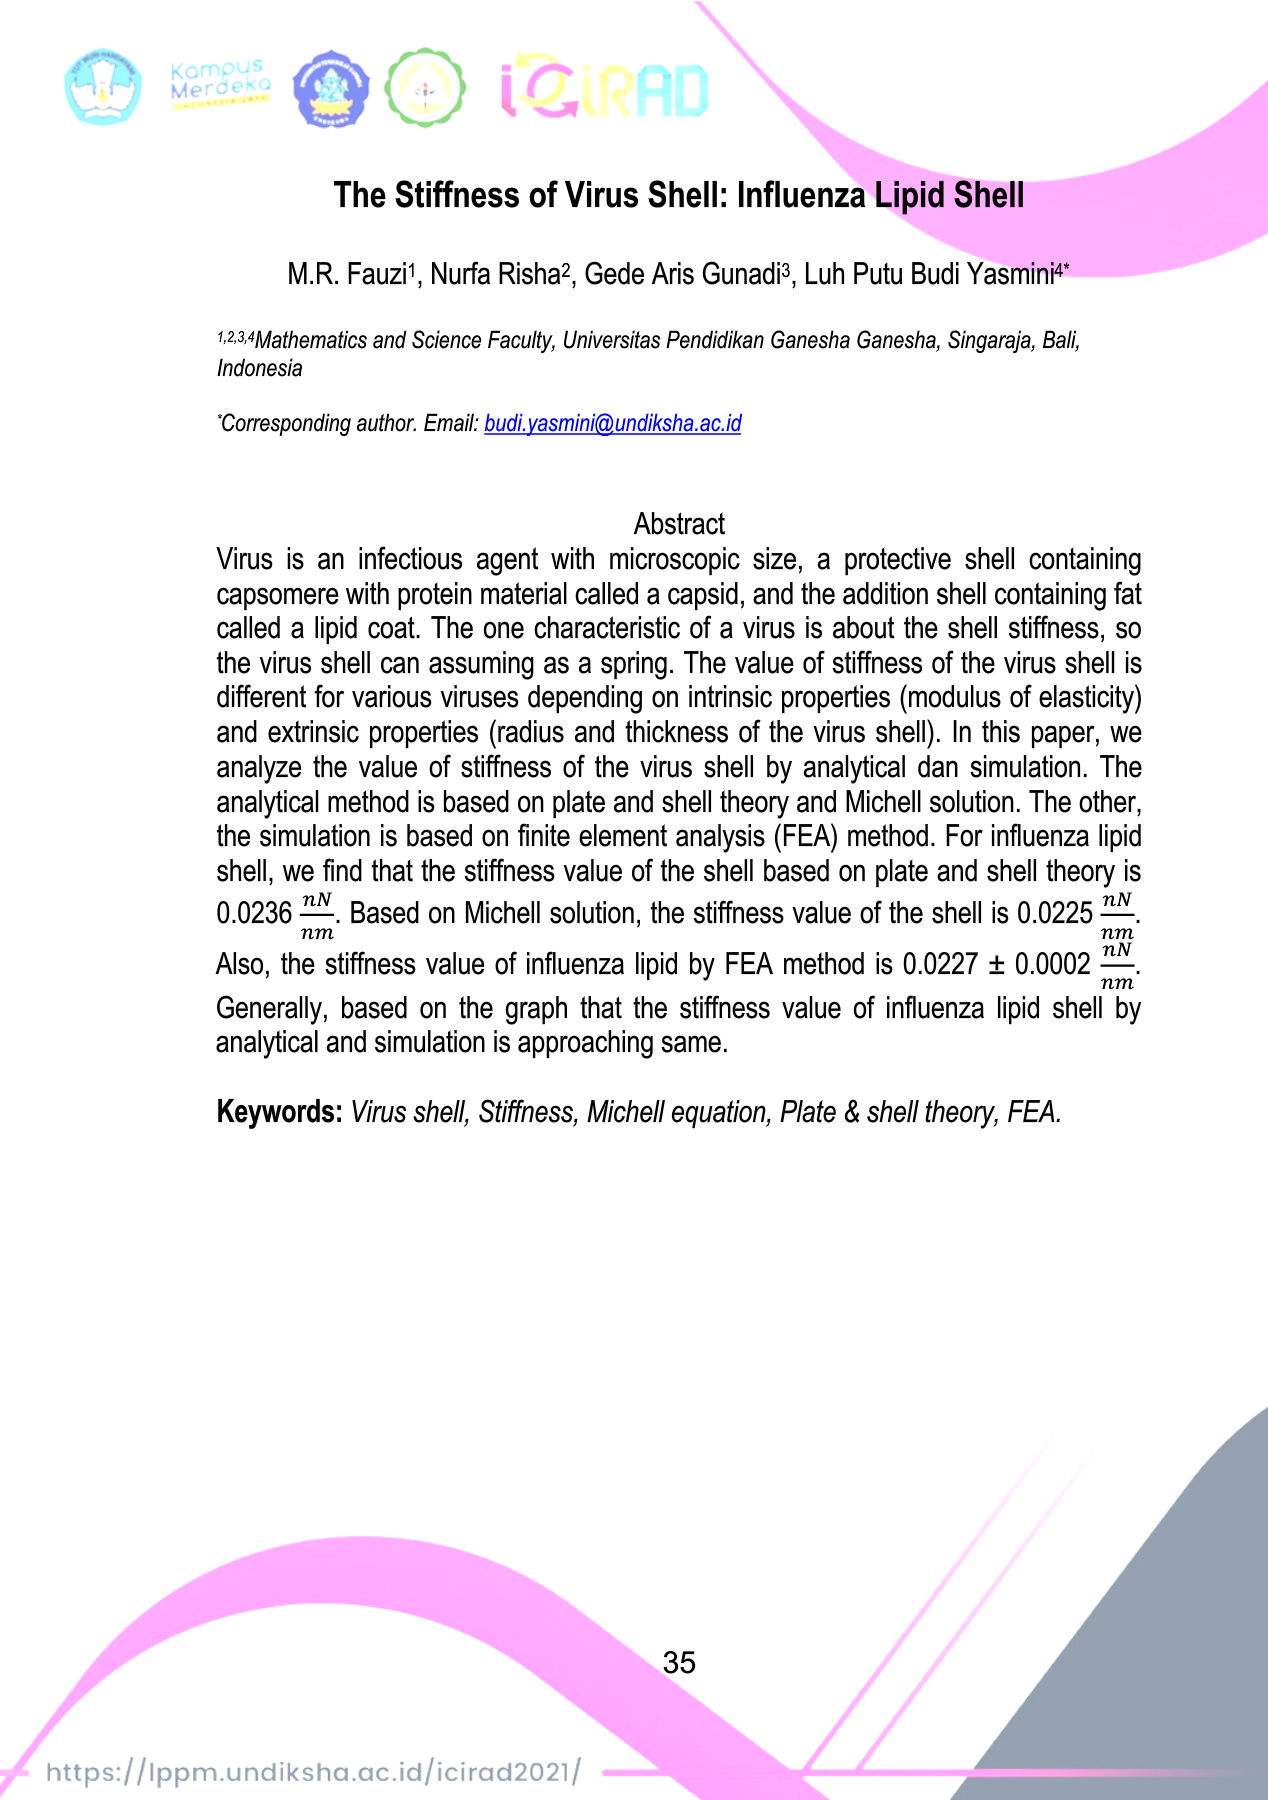 Kampus
Merdeka
INDONESIA JAYA
iCiRAD
The Stiffness of Virus Shell: Influenza Lipid Shell
M.R. Fauzi1, Nurfa Risha2, Gede Aris Gunadi3, Luh Putu Budi Yasmini4*
1,2,3,4Mathematics and Science Faculty, Universitas Pendidikan Ganesha Ganesha, Singaraja, Bali,
Indonesia
*Corresponding author. Email: budi.yasmini@undiksha.ac.id
Abstract
Virus is an infectious agent with microscopic size, a protective shell containing
capsomere with protein material called a capsid, and the addition shell containing fat
called a lipid coat. The one characteristic of a virus is about the shell stiffness, so
the virus shell can assuming as a spring. The value of stiffness of the virus shell is
different for various viruses depending on intrinsic properties (modulus of elasticity)
and extrinsic properties (radius and thickness of the virus shell). In this paper, we
analyze the value of stiffness of the virus shell by analytical dan simulation. The
analytical method is based on plate and shell theory and Michell solution. The other,
the simulation is based on finite element analysis (FEA) method. For influenza lipid
shell, we find that the stiffness value of the shell based on plate and shell theory is
0.0236 nN/nm. Based on Michell solution, the stiffness value of the shell is 0.0225 nN/nm.
Also, the stiffness value of influenza lipid by FEA method is 0.0227 ± 0.0002 nN/nm.
Generally, based on the graph that the stiffness value of influenza lipid shell by
analytical and simulation is approaching same.
Keywords: Virus shell, Stiffness, Michell equation, Plate & shell theory, FEA.
35
https://lppm.undiksha.ac.id/icirad2021/